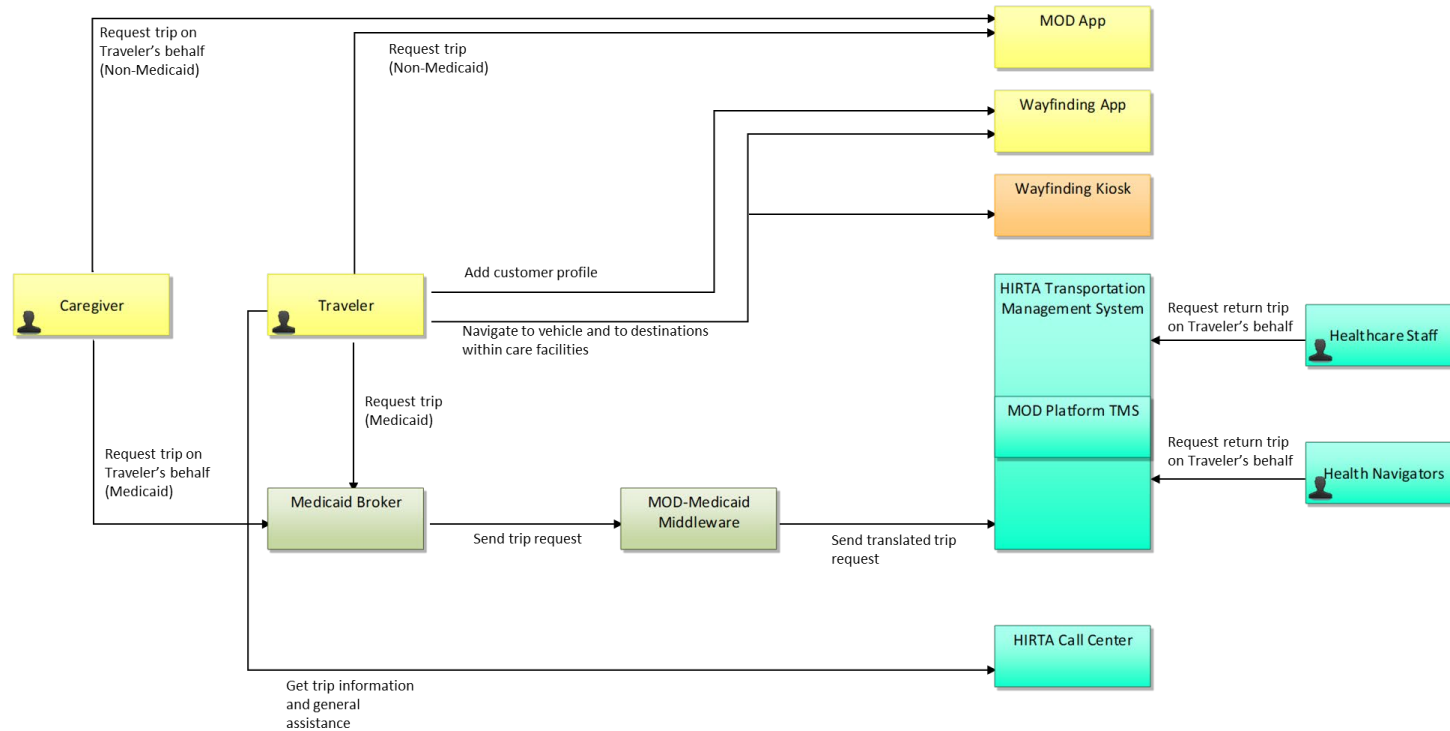 MOD App
Request trip on
Traveler’s behalf
(Non-Medicaid)
Request trip
(Non-Medicaid)
Wayfinding App
Wayfinding Kiosk
Add customer profile
Caregiver
Traveler
HIRTA Transportation
Management System
Request return trip
on Traveler’s behalf
Healthcare Staff
Navigate to vehicle and to destinations
within care facilities
Request trip
(Medicaid)
MOD Platform TMS
Request return trip
on Traveler’s behalf
Health Navigators
Request trip on
Traveler’s behalf
(Medicaid)
Medicaid Broker
MOD-Medicaid
Middleware
Send trip request
Send translated trip
request
HIRTA Call Center
Get trip information
and general
assistance